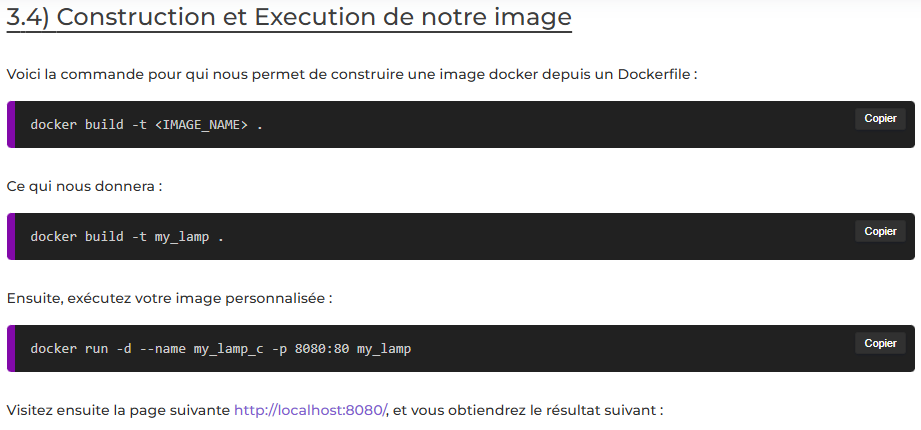 3.4) Construction et Execution de notre image
Voici la commande pour qui nous permet de construire une image docker depuis un Dockerfile :
docker build -t <IMAGE_NAME> .
Copier
Ce qui nous donnera :
docker build -t my_lamp .
Copier
Ensuite, exécutez votre image personnalisée :
docker run -d --name my_lamp_c -p 8080:80 my_lamp
Copier
Visitez ensuite la page suivante http://localhost:8080/, et vous obtiendrez le résultat suivant :